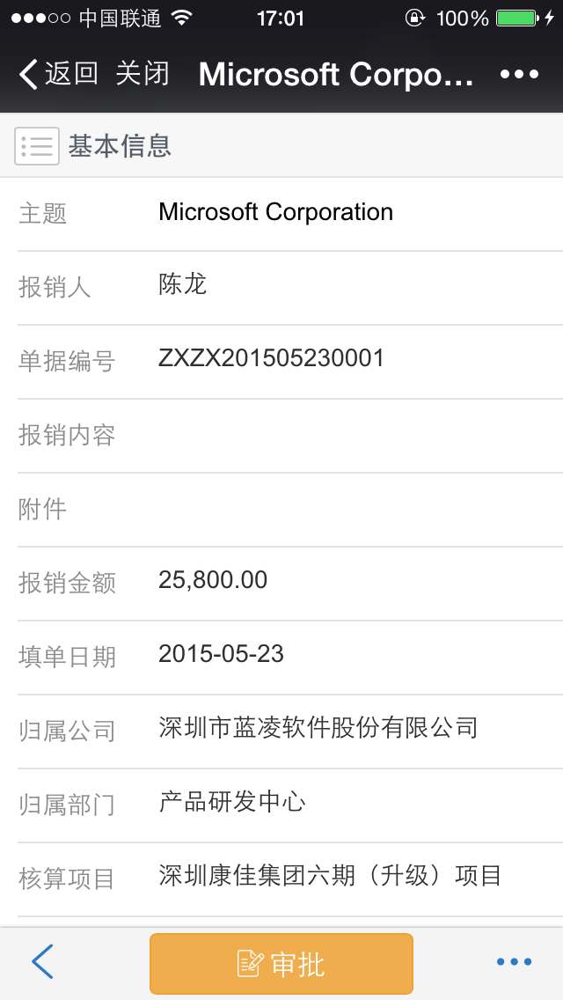 中国联通 17:01 100%
返回 关闭 Microsoft Corpo...
基本信息
主题 Microsoft Corporation
报销人 陈龙
单据编号 ZXZX201505230001
报销内容
附件
报销金额 25,800.00
填单日期 2015-05-23
归属公司 深圳市蓝凌软件股份有限公司
归属部门 产品研发中心
核算项目 深圳康佳集团六期（升级）项目
审批